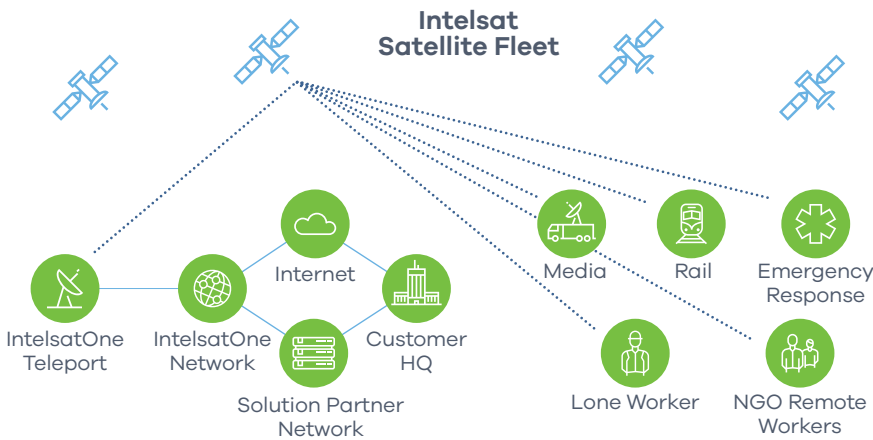 Intelsat
Satellite Fleet
Internet
Media
Rail
Emergency
Response
IntelsatOne
Teleport
IntelsatOne
Network
Customer
HQ
Solution Partner
Network
Lone Worker
NGO Remote
Workers